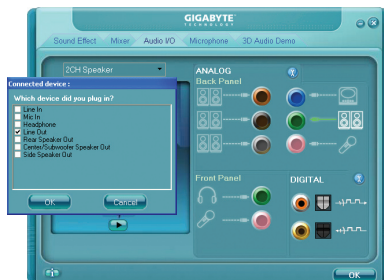 GIGABYTE
TECHNOLOGY
Sound Effect Mixer Audio I/O Microphone 3D Audio Demo
2CH Speaker
ANALOG
Back Panel
Connected device :
Which device did you plug in?
Line In
Mic In
Headphone
Line Out
Rear Speaker Out
Center/Subwoofer Speaker Out
Side Speaker Out
OK Cancel
Front Panel
DIGITAL
OK